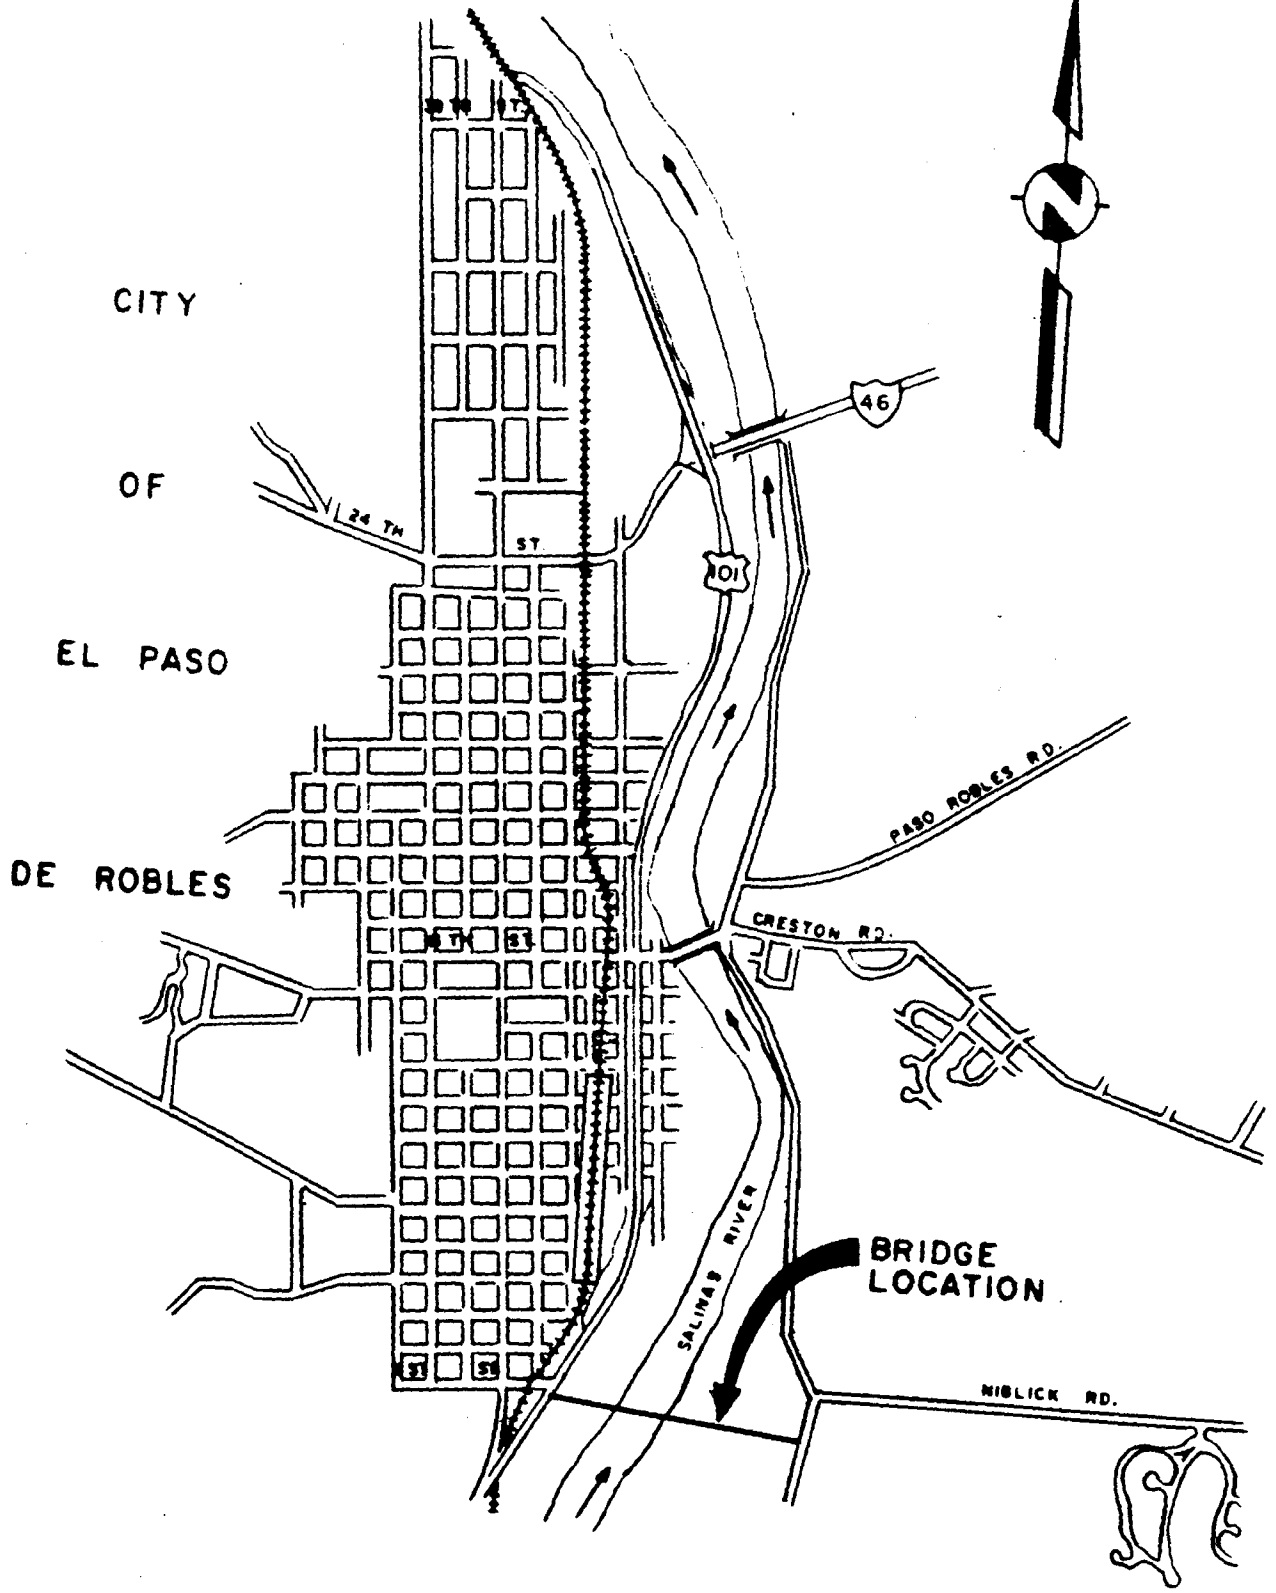 CITY
46
OF
24 TH
ST.
101
EL PASO
PASO ROBLES RD.
DE ROBLES
CRESTON RD.
ST.
SALINAS RIVER
BRIDGE
LOCATION
ST
NIBLICK RD.
N